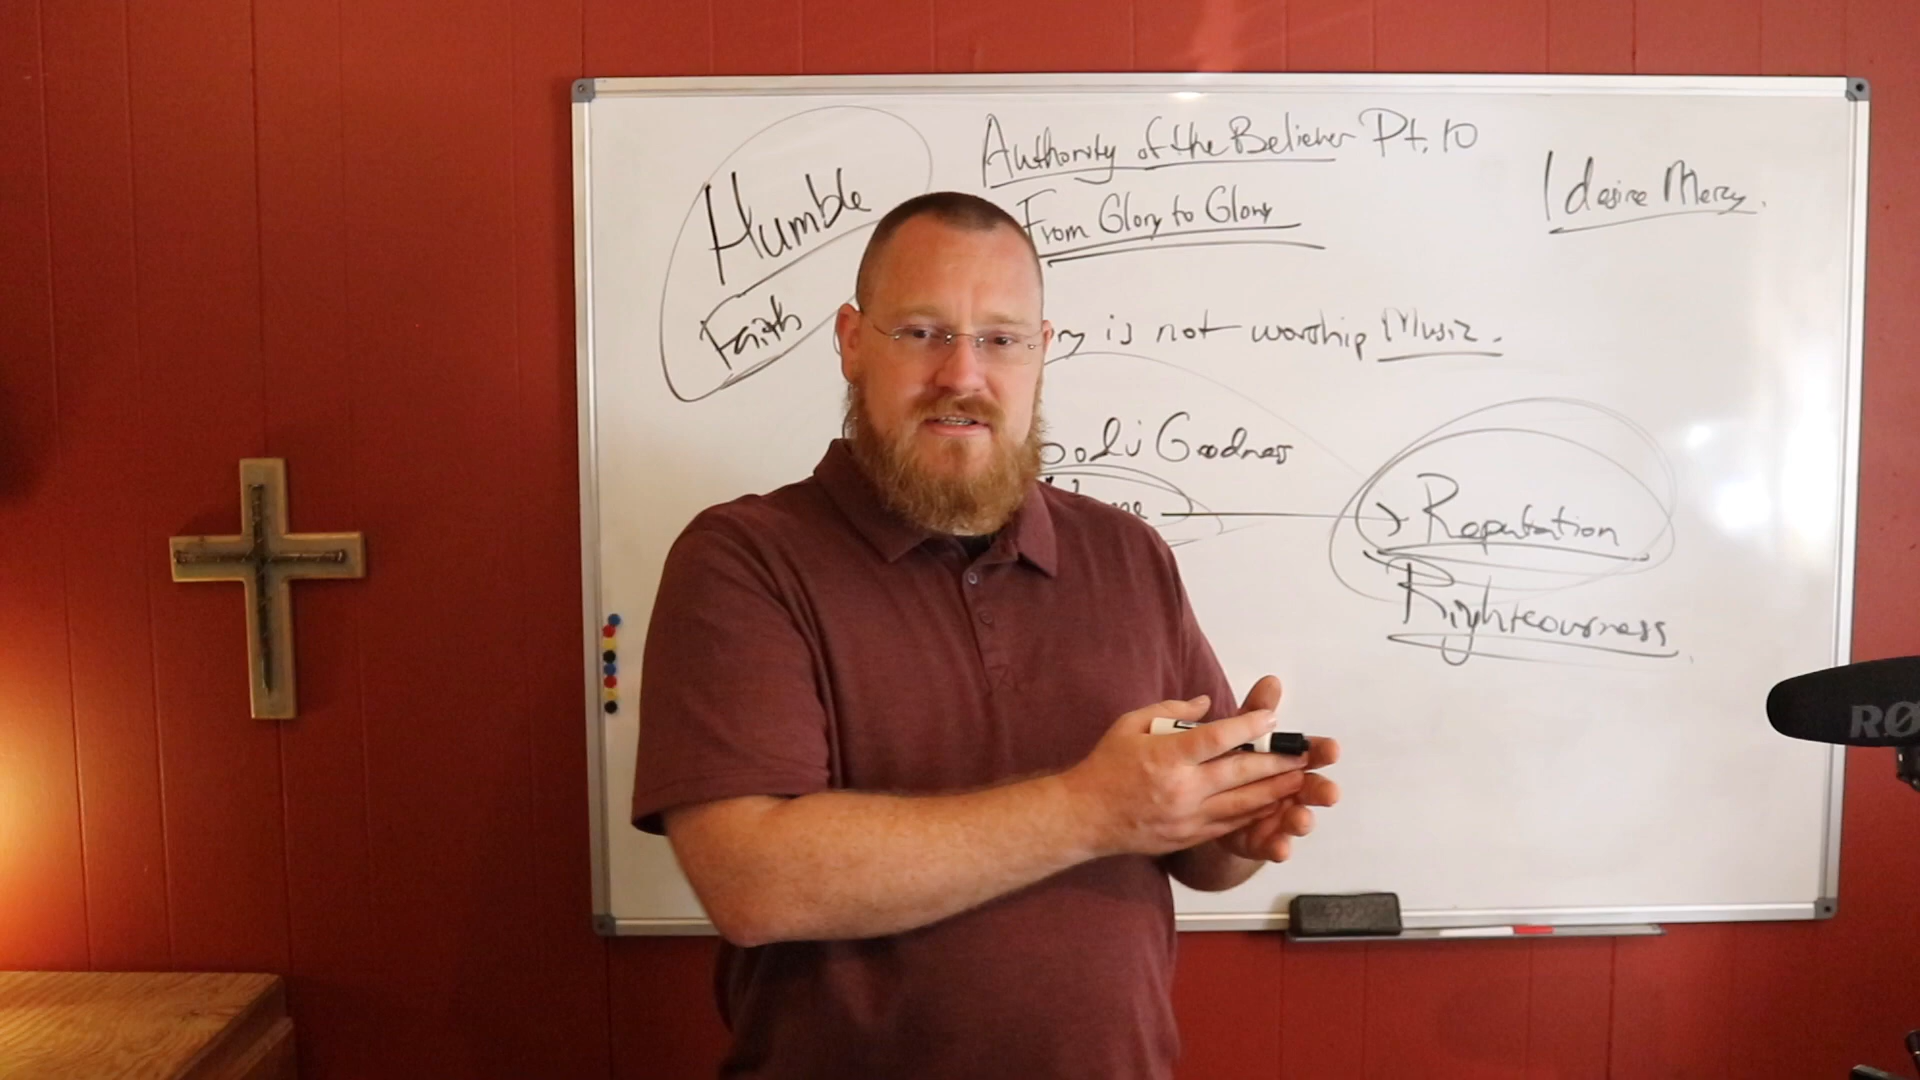 Authority of the Believer Pt. 10
From Glory to Glory
Humble
Faith
I desire Mercy.
is not worship Music.
Goodness
Reputation
Righteousness
RØ